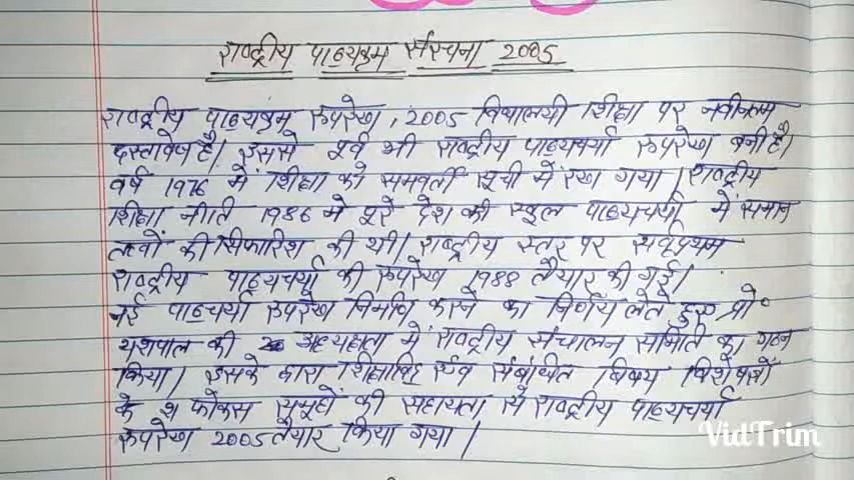 राष्ट्रीय पाठ्यक्रम संरचना 2005
राष्ट्रीय पाठ्यक्रम रुपरेखा, 2005 विद्यालयी शिक्षा पर नवीनतम
दस्तावेज है। इससे पूर्व भी राष्ट्रीय पाठ्यचर्या रुपरेखा बनी है।
वर्ष 1976 में शिक्षा को समवर्ती सूची में रखा गया। राष्ट्रीय
शिक्षा नीति 1986 में पूरे देश की स्कूल पाठ्यचर्या में समान
तत्वों की सिफारिश की थी। राष्ट्रीय स्तर पर सर्वप्रथम
राष्ट्रीय पाठ्यचर्या की रुपरेखा 1988 तैयार की गई।
नई पाठ्चर्या रुपरेखा निर्माण करने का निर्णय लेते हुए प्रो०
यशपाल की अध्यक्षता में राष्ट्रीय संचालन समिति का गठन
किया। इसके द्वारा शिक्षाविद् एवं संबंधित विषय विशेषज्ञों
के फोकस समूहों की सहायता से राष्ट्रीय पाठ्यचर्या
रुपरेखा 2005 तैयार किया गया।
VidTrim